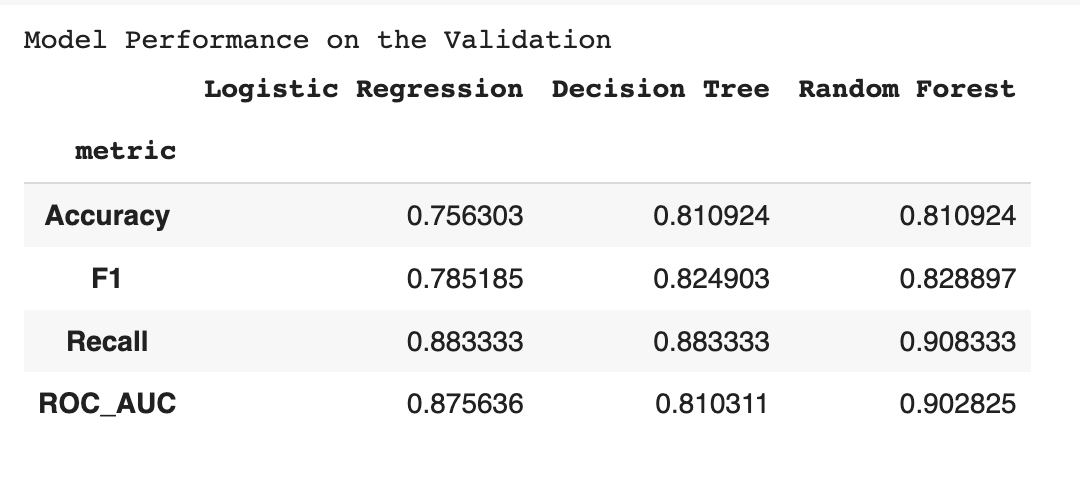 Model Performance on the Validation
Logistic Regression Decision Tree Random Forest
metric
Accuracy 0.756303 0.810924 0.810924
F1 0.785185 0.824903 0.828897
Recall 0.883333 0.883333 0.908333
ROC_AUC 0.875636 0.810311 0.902825